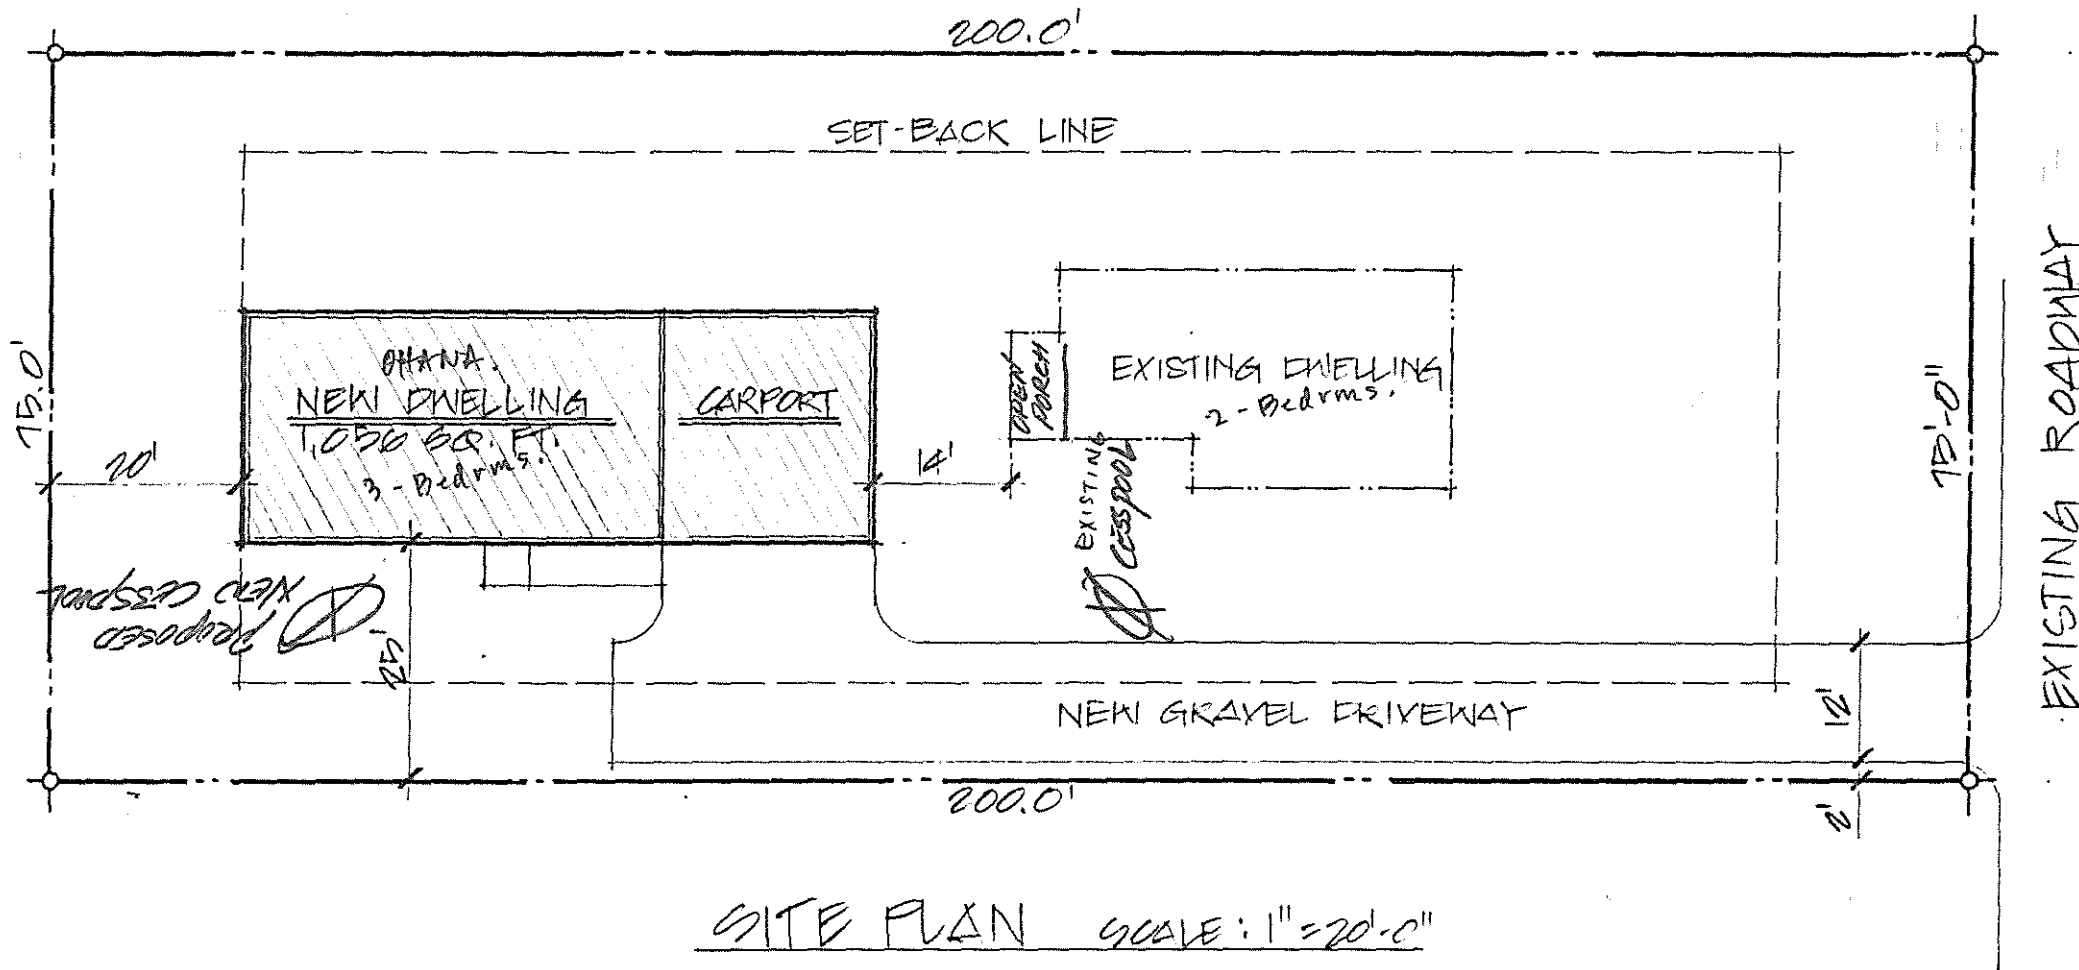 200.0'
SET-BACK LINE
75.0'
20'
OHANA.
NEW DWELLING
1,056 SQ. FT.
3-Bedrms.
CARPORT
14'
OPEN
PORCH
EXISTING DWELLING
2-Bedrms.
EXISTING
CESSPOOL
75'-0"
EXISTING ROADWAY
PROPOSED
NEW CESSPOOL
25'
NEW GRAVEL DRIVEWAY
12'
2'
200.0'
SITE PLAN SCALE: 1"=20'-0"